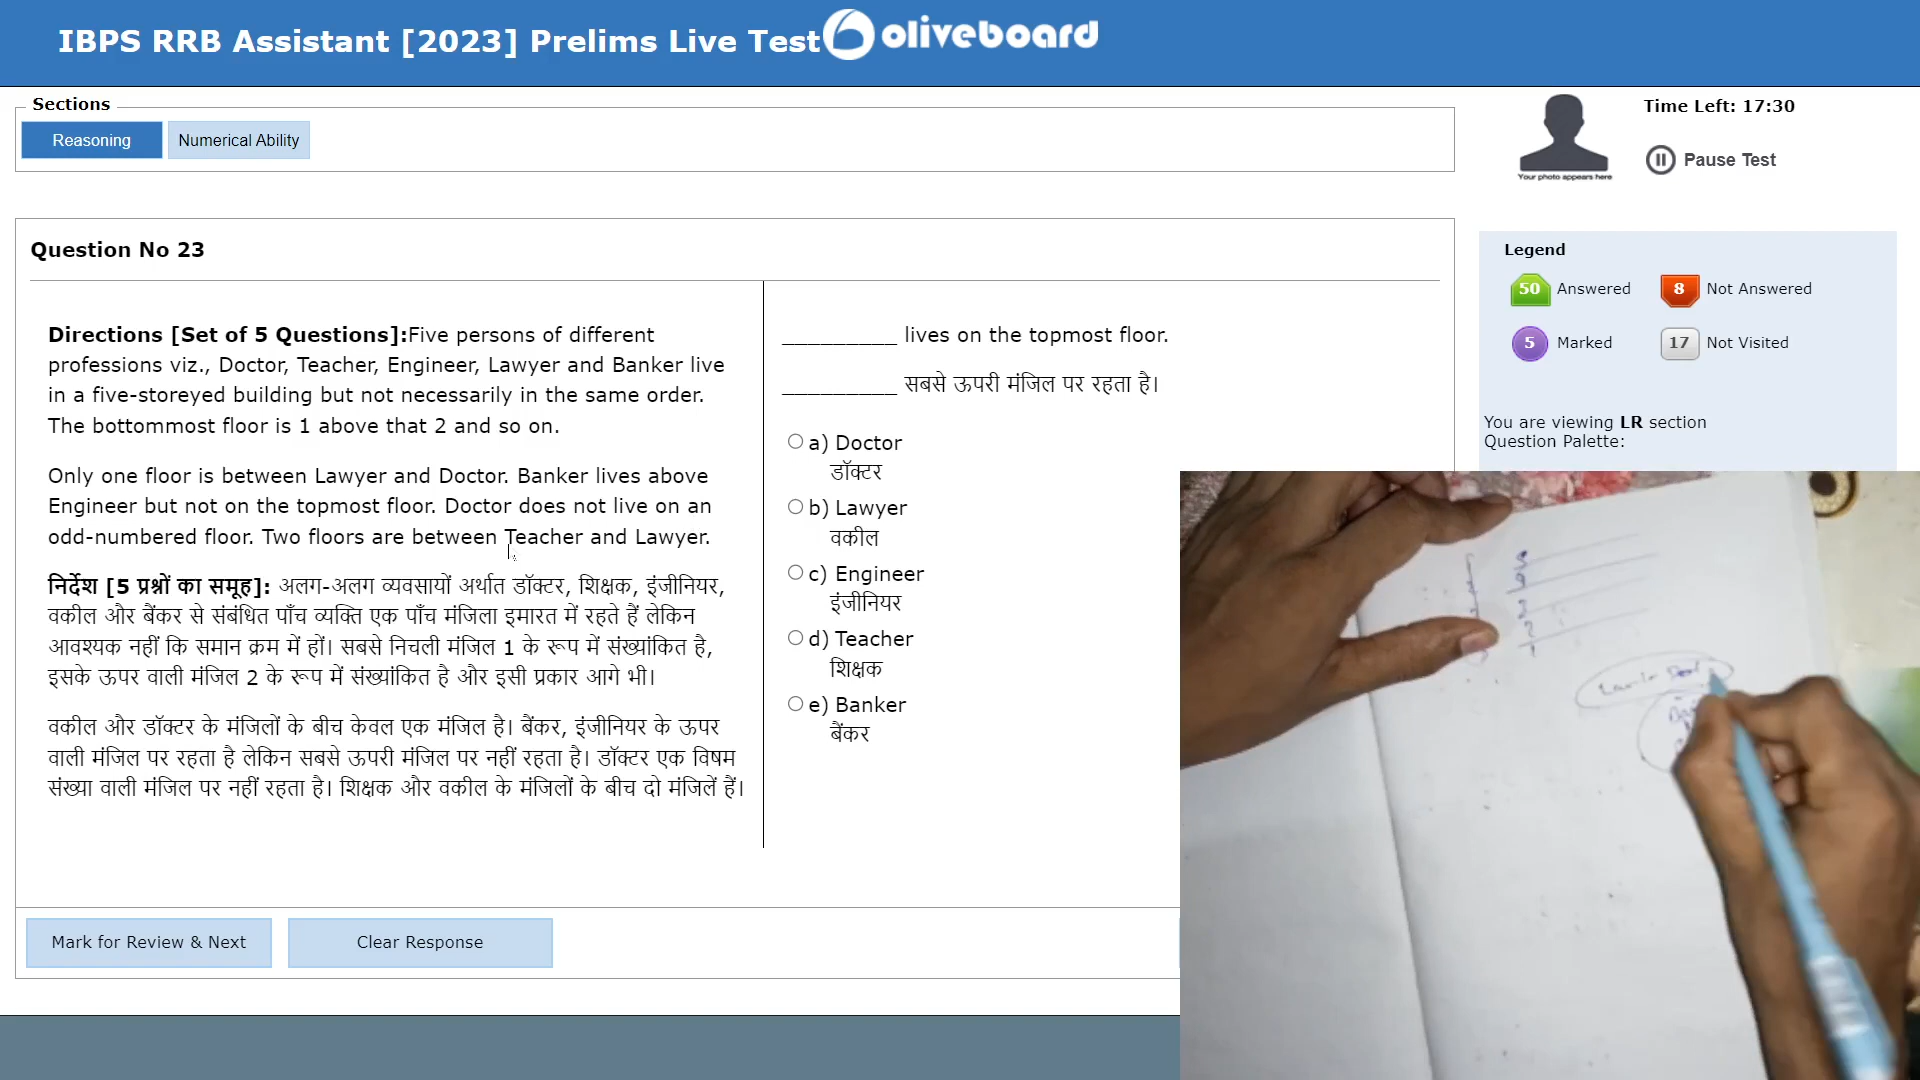 IBPS RRB Assistant [2023] Prelims Live Test
oliveboard
Sections
Reasoning
Numerical Ability
Your photo appears here
Time Left: 17:30
Pause Test
Question No 23
Directions [Set of 5 Questions]:Five persons of different
professions viz., Doctor, Teacher, Engineer, Lawyer and Banker live
in a five-storeyed building but not necessarily in the same order.
The bottommost floor is 1 above that 2 and so on.
Only one floor is between Lawyer and Doctor. Banker lives above
Engineer but not on the topmost floor. Doctor does not live on an
odd-numbered floor. Two floors are between Teacher and Lawyer.
निर्देश [5 प्रश्नों का समूह]: अलग-अलग व्यवसायों अर्थात डॉक्टर, शिक्षक, इंजीनियर,
वकील और बैंकर से संबंधित पाँच व्यक्ति एक पाँच मंजिला इमारत में रहते हैं लेकिन
आवश्यक नहीं कि समान क्रम में हों। सबसे निचली मंजिल 1 के रूप में संख्यांकित है,
इसके ऊपर वाली मंजिल 2 के रूप में संख्यांकित है और इसी प्रकार आगे भी।
वकील और डॉक्टर के मंजिलों के बीच केवल एक मंजिल है। बैंकर, इंजीनियर के ऊपर
वाली मंजिल पर रहता है लेकिन सबसे ऊपरी मंजिल पर नहीं रहता है। डॉक्टर एक विषम
संख्या वाली मंजिल पर नहीं रहता है। शिक्षक और वकील के मंजिलों के बीच दो मंजिलें हैं।
_________ lives on the topmost floor.
_________ सबसे ऊपरी मंजिल पर रहता है।
a) Doctor
डॉक्टर
b) Lawyer
वकील
c) Engineer
इंजीनियर
d) Teacher
शिक्षक
e) Banker
बैंकर
Legend
50 Answered
8 Not Answered
5 Marked
17 Not Visited
You are viewing LR section
Question Palette:
Mark for Review & Next
Clear Response